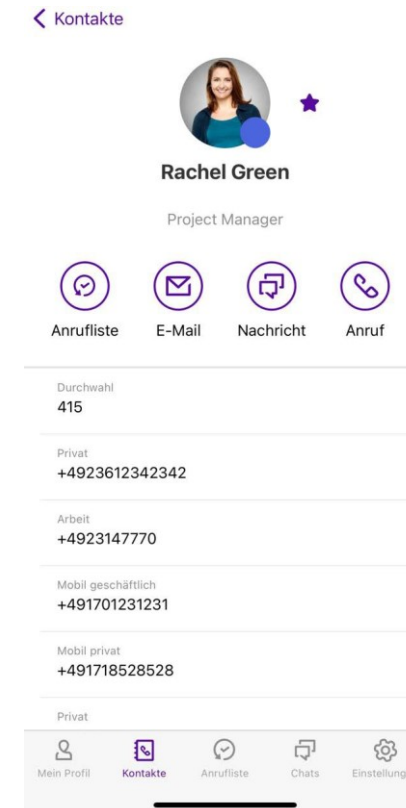 Kontakte
Rachel Green
Project Manager
Anrufliste E-Mail Nachricht Anruf
Durchwahl
415
Privat
+4923612342342
Arbeit
+4923147770
Mobil geschäftlich
+491701231231
Mobil privat
+491718528528
Privat
Mein Profil Kontakte Anrufliste Chats Einstellung